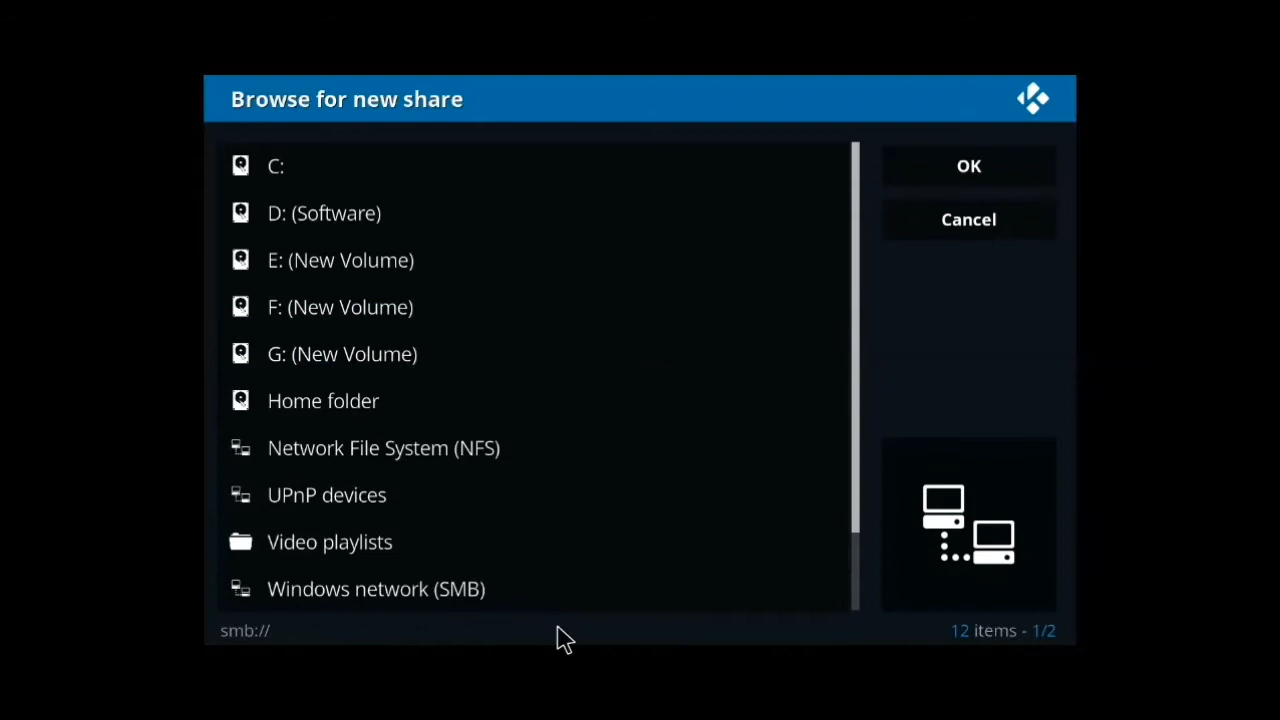 Browse for new share
C:
D: (Software)
E: (New Volume)
F: (New Volume)
G: (New Volume)
Home folder
Network File System (NFS)
UPnP devices
Video playlists
Windows network (SMB)
OK
Cancel
smb://
12 items - 1/2